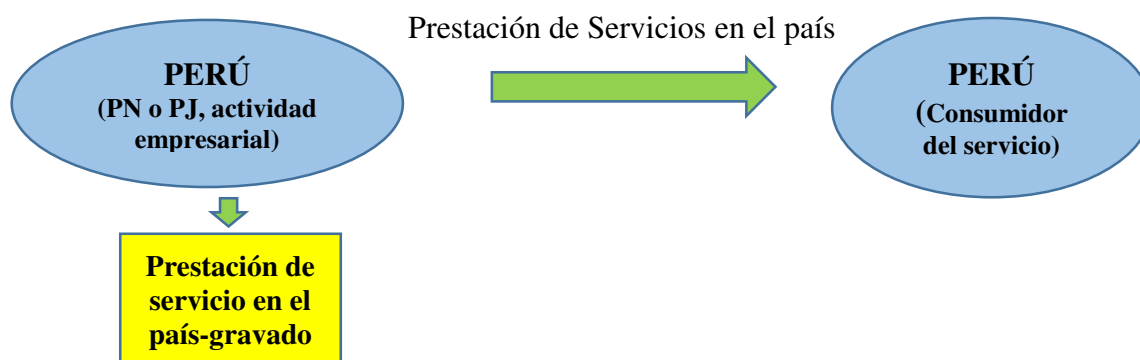 Prestación de Servicios en el país
PERÚ
(PN o PJ, actividad
empresarial)
PERÚ
(Consumidor
del servicio)
Prestación de
servicio en el
país-gravado